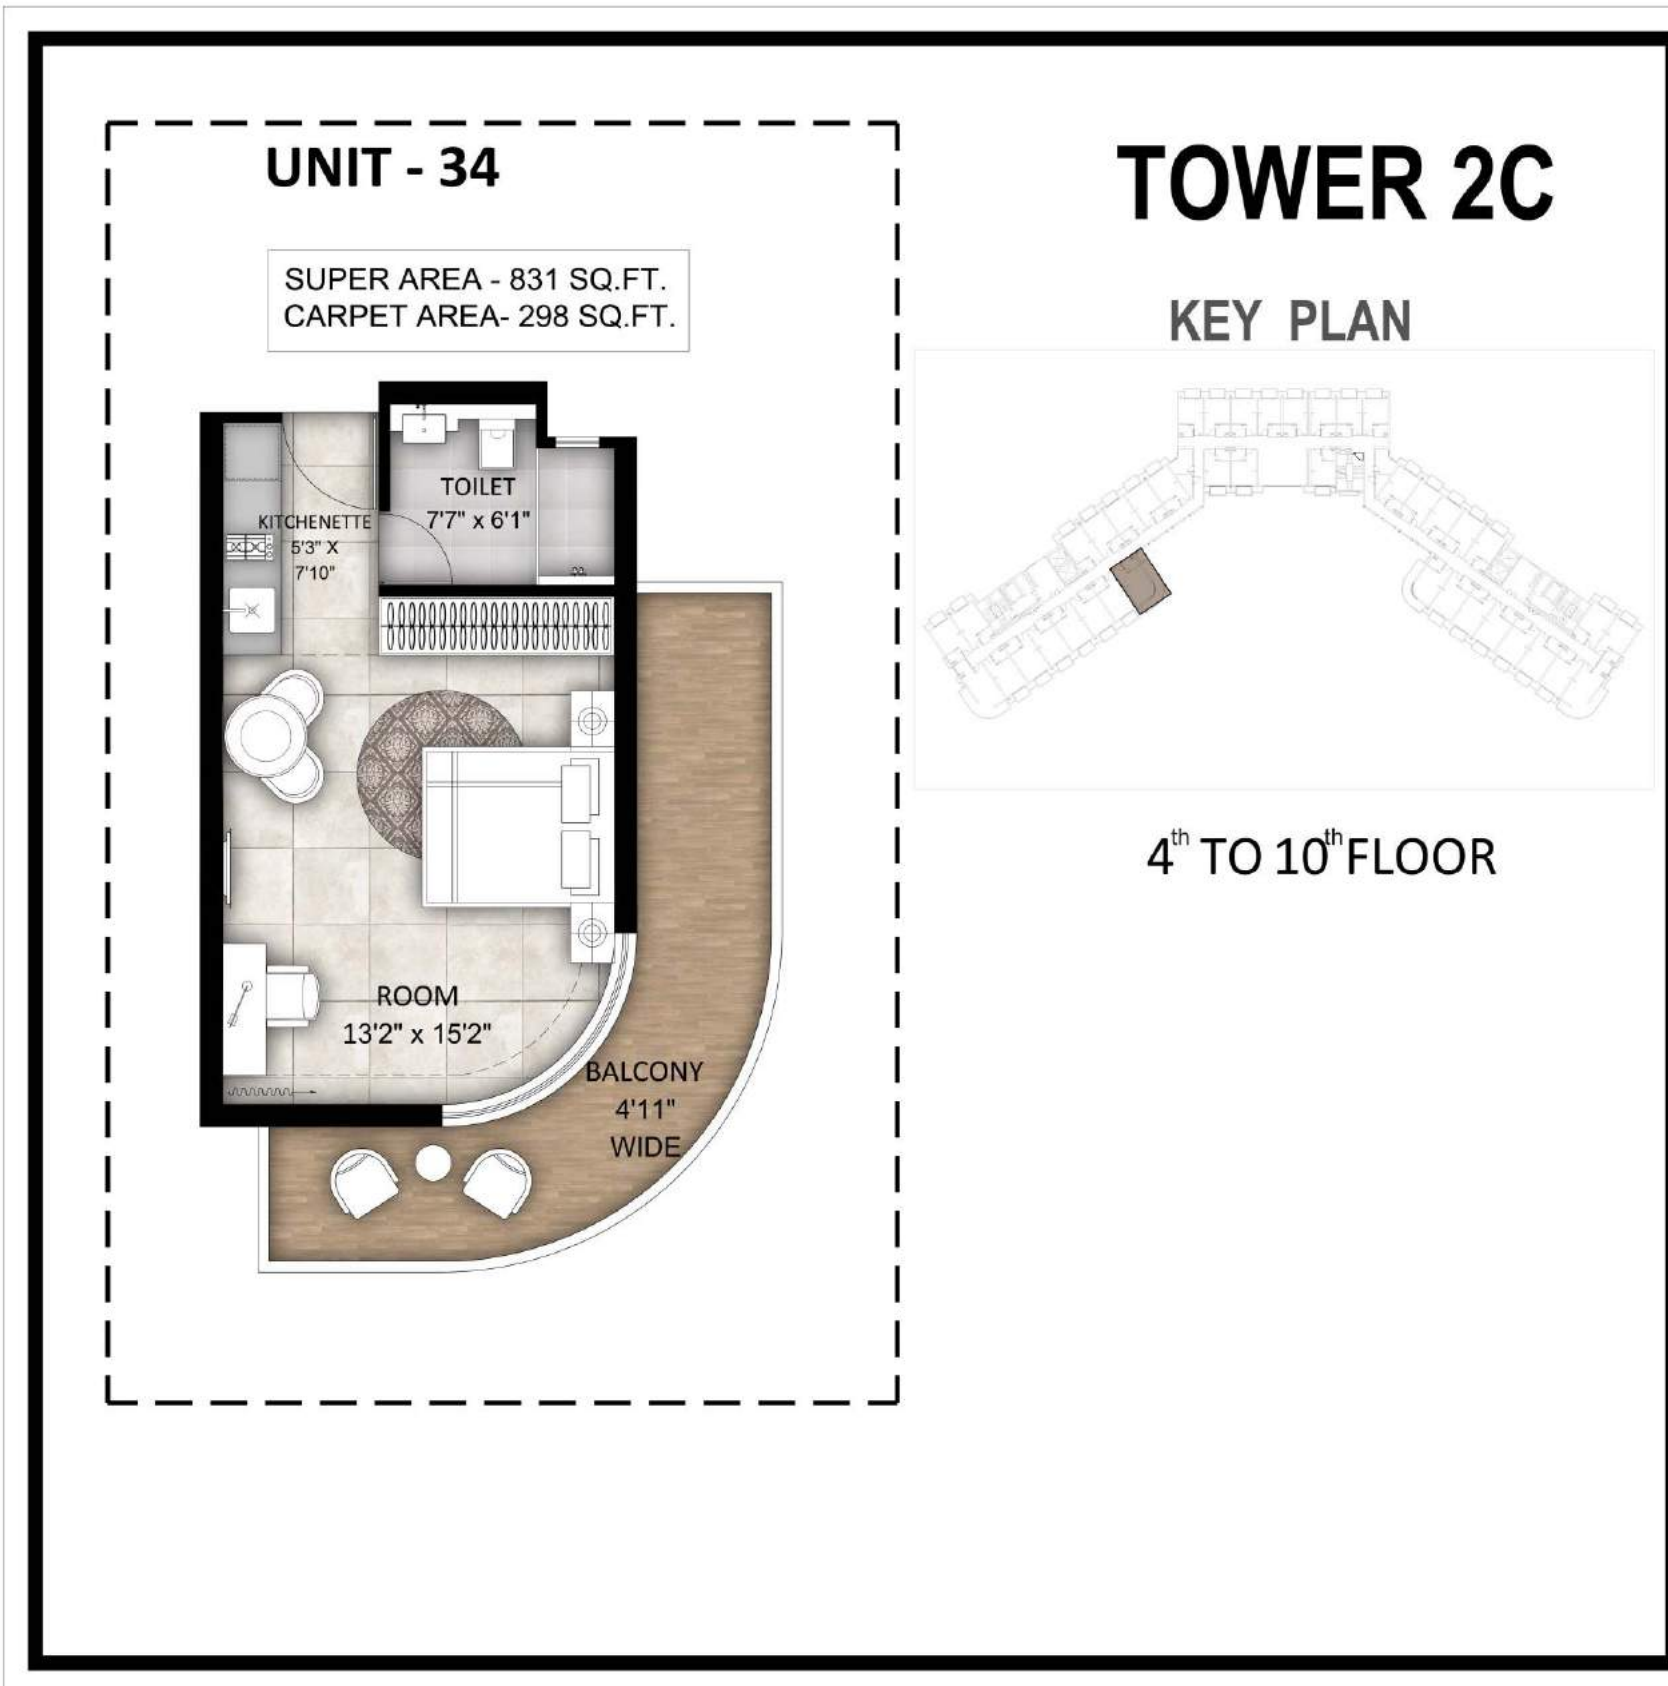 UNIT - 34
SUPER AREA - 831 SQ.FT.
CARPET AREA- 298 SQ.FT.
TOILET
7'7" x 6'1"
KITCHENETTE
5'3" X
7'10"
ROOM
13'2" x 15'2"
BALCONY
4'11"
WIDE
TOWER 2C
KEY PLAN
4th TO 10th FLOOR